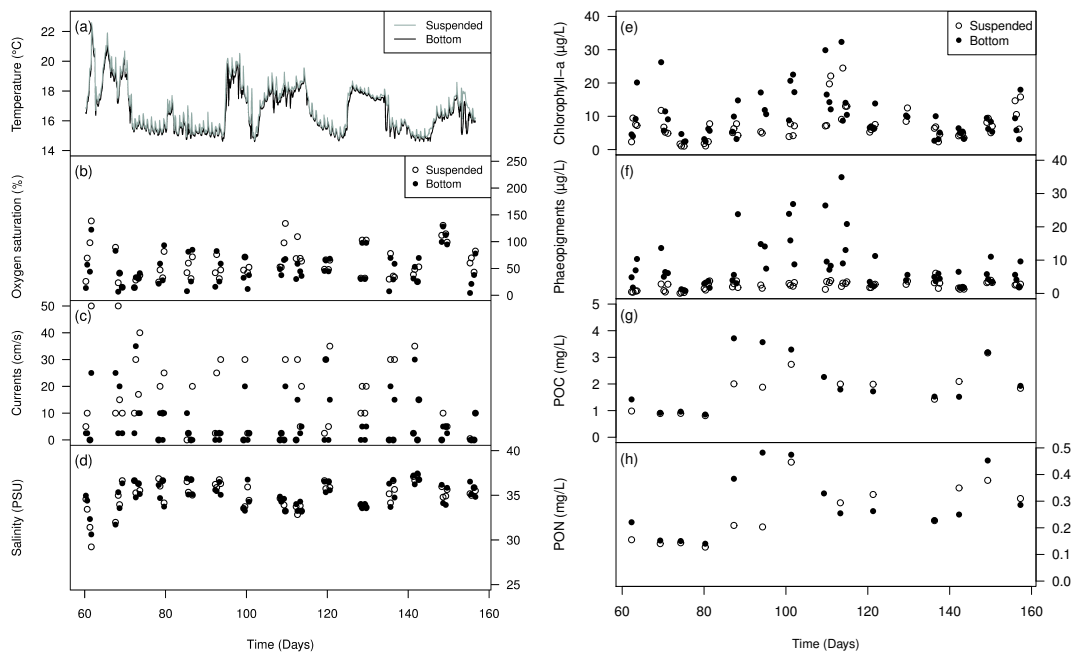 (a)
Suspended
Bottom
Temperature (°C)
22
20
18
16
14
(b)
Suspended
Bottom
Oxygen saturation (%)
250
200
150
100
50
0
(c)
Currents (cm/s)
50
40
30
20
10
0
(d)
Salinity (PSU)
40
35
30
25
60 80 100 120 140 160
Time (Days)
(e)
Suspended
Bottom
Chlorophyll−a (µg/L)
40
30
20
10
0
(f)
Phaeopigments (µg/L)
40
30
20
10
0
(g)
POC (mg/L)
5
4
3
2
1
0
(h)
PON (mg/L)
0.5
0.4
0.3
0.2
0.1
0.0
60 80 100 120 140 160
Time (Days)